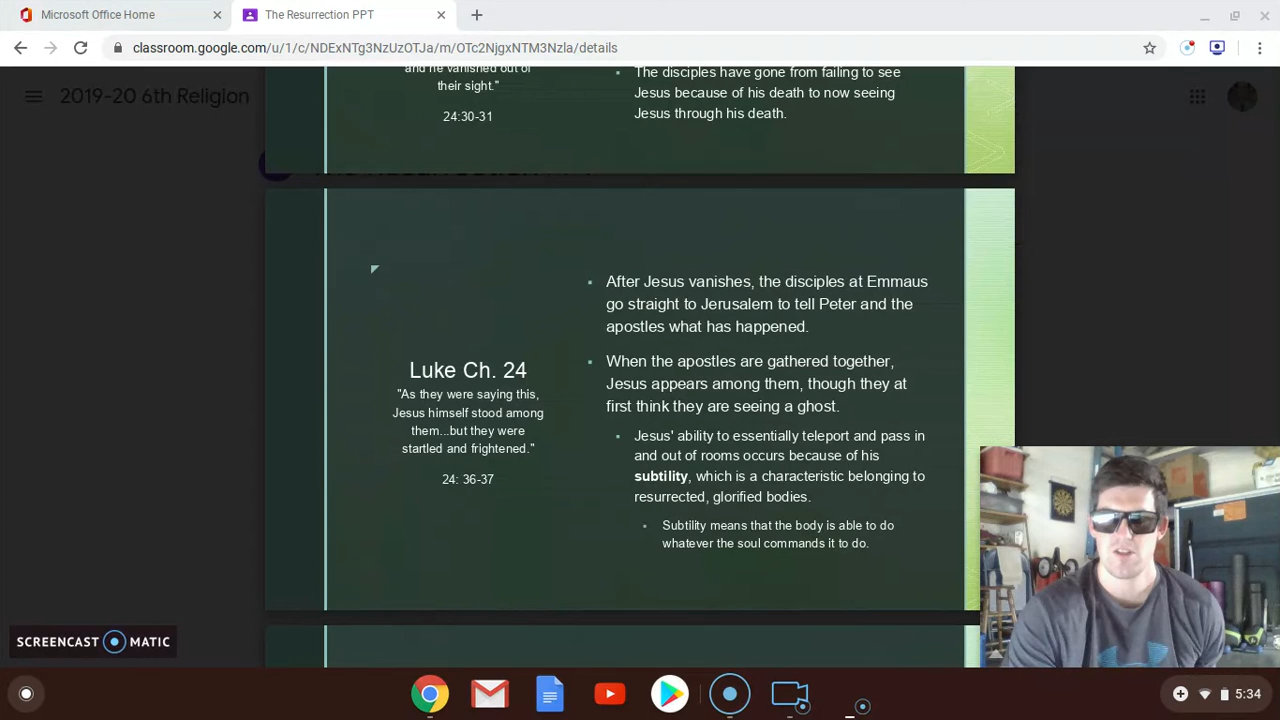 Microsoft Office Home
The Resurrection PPT
classroom.google.com/u/1/c/NDExNTg3NzUzOTJa/m/OTc2NjgxNTM3Nzla/details
2019-20 6th Religion
and he vanished out of
their sight."
24:30-31
The disciples have gone from failing to see
Jesus because of his death to now seeing
Jesus through his death.
Luke Ch. 24
"As they were saying this,
Jesus himself stood among
them...but they were
startled and frightened."
24: 36-37
After Jesus vanishes, the disciples at Emmaus
go straight to Jerusalem to tell Peter and the
apostles what has happened.
When the apostles are gathered together,
Jesus appears among them, though they at
first think they are seeing a ghost.
Jesus' ability to essentially teleport and pass in
and out of rooms occurs because of his
subtility, which is a characteristic belonging to
resurrected, glorified bodies.
Subtility means that the body is able to do
whatever the soul commands it to do.
SCREENCAST MATIC
5:34